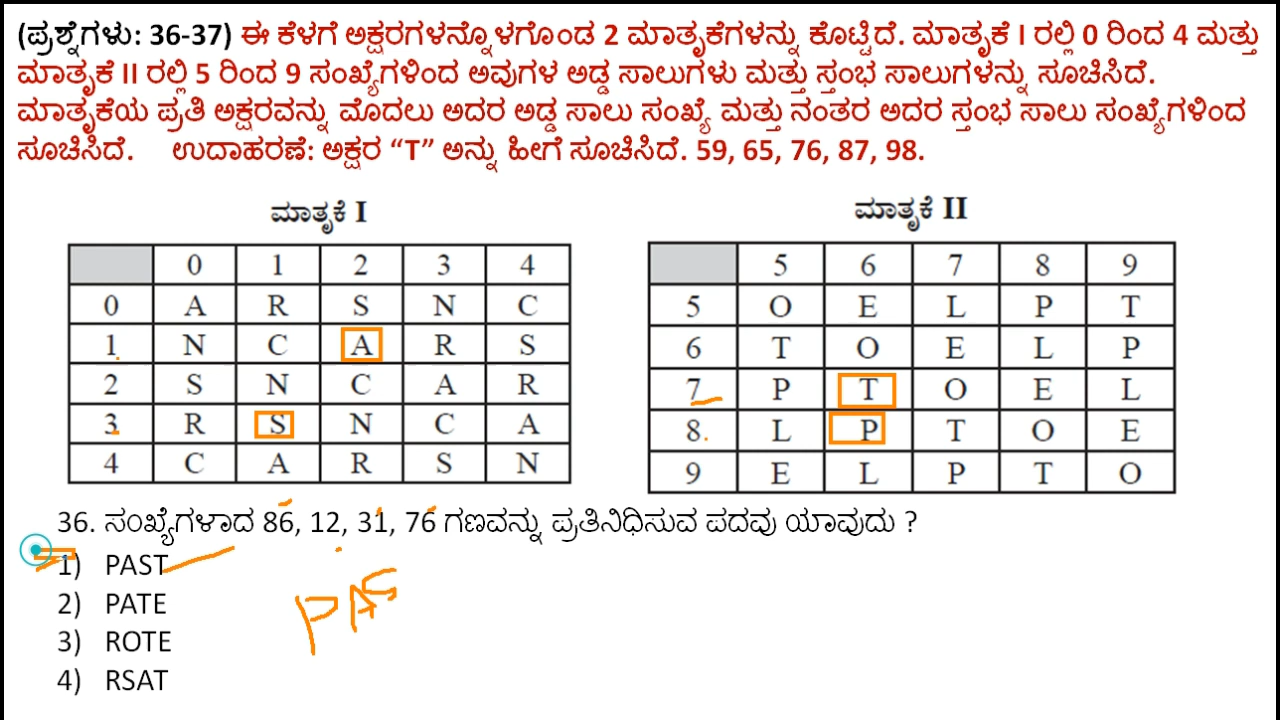 (ಪ್ರಶ್ನೆಗಳು: 36-37) ಈ ಕೆಳಗೆ ಅಕ್ಷರಗಳನ್ನೊಳಗೊಂಡ 2 ಮಾತೃಕೆಗಳನ್ನು ಕೊಟ್ಟಿದೆ. ಮಾತೃಕೆ I ರಲ್ಲಿ 0 ರಿಂದ 4 ಮತ್ತು
ಮಾತೃಕೆ II ರಲ್ಲಿ 5 ರಿಂದ 9 ಸಂಖ್ಯೆಗಳಿಂದ ಅವುಗಳ ಅಡ್ಡ ಸಾಲುಗಳು ಮತ್ತು ಸ್ತಂಭ ಸಾಲುಗಳನ್ನು ಸೂಚಿಸಿದೆ.
ಮಾತೃಕೆಯ ಪ್ರತಿ ಅಕ್ಷರವನ್ನು ಮೊದಲು ಅದರ ಅಡ್ಡ ಸಾಲು ಸಂಖ್ಯೆ ಮತ್ತು ನಂತರ ಅದರ ಸ್ತಂಭ ಸಾಲು ಸಂಖ್ಯೆಗಳಿಂದ
ಸೂಚಿಸಿದೆ. ಉದಾಹರಣೆ: ಅಕ್ಷರ “T” ಅನ್ನು ಹೀಗೆ ಸೂಚಿಸಿದೆ. 59, 65, 76, 87, 98.
ಮಾತೃಕೆ I
0 1 2 3 4
0 A R S N C
1 N C A R S
2 S N C A R
3 R S N C A
4 C A R S N
ಮಾತೃಕೆ II
5 6 7 8 9
5 O E L P T
6 T O E L P
7 P T O E L
8 L P T O E
9 E L P T O
36. ಸಂಖ್ಯೆಗಳಾದ 86, 12, 31, 76 ಗಣವನ್ನು ಪ್ರತಿನಿಧಿಸುವ ಪದವು ಯಾವುದು ?
1) PAST
2) PATE
3) ROTE
4) RSAT
PAS